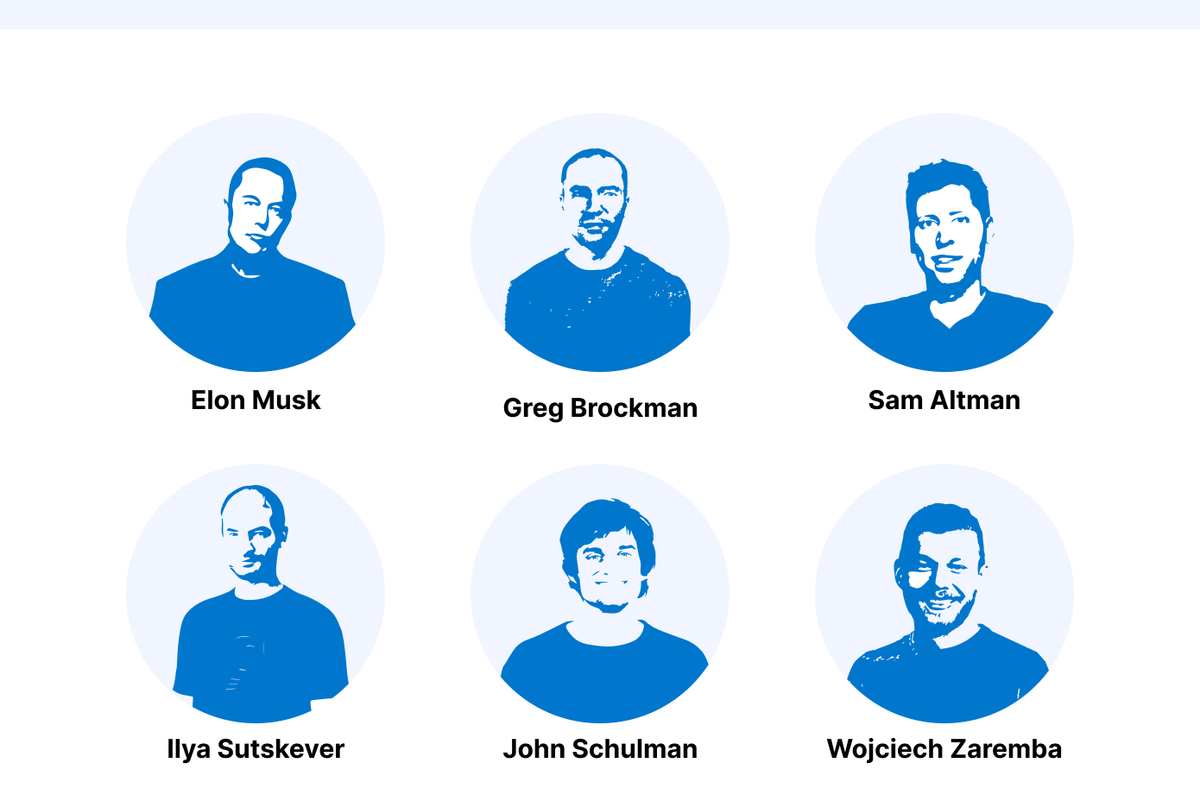 Elon Musk
Greg Brockman
Sam Altman
Ilya Sutskever
John Schulman
Wojciech Zaremba